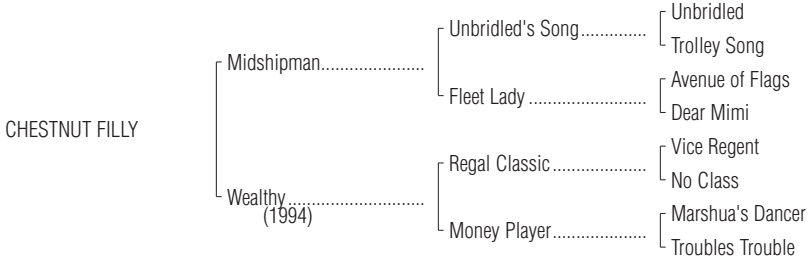 Unbridled
Unbridled's Song..............
Trolley Song
Midshipman......................
Avenue of Flags
Fleet Lady .........................
Dear Mimi
CHESTNUT FILLY
Vice Regent
Regal Classic....................
No Class
Wealthy.............................
(1994)
Marshua's Dancer
Money Player....................
Troubles Trouble